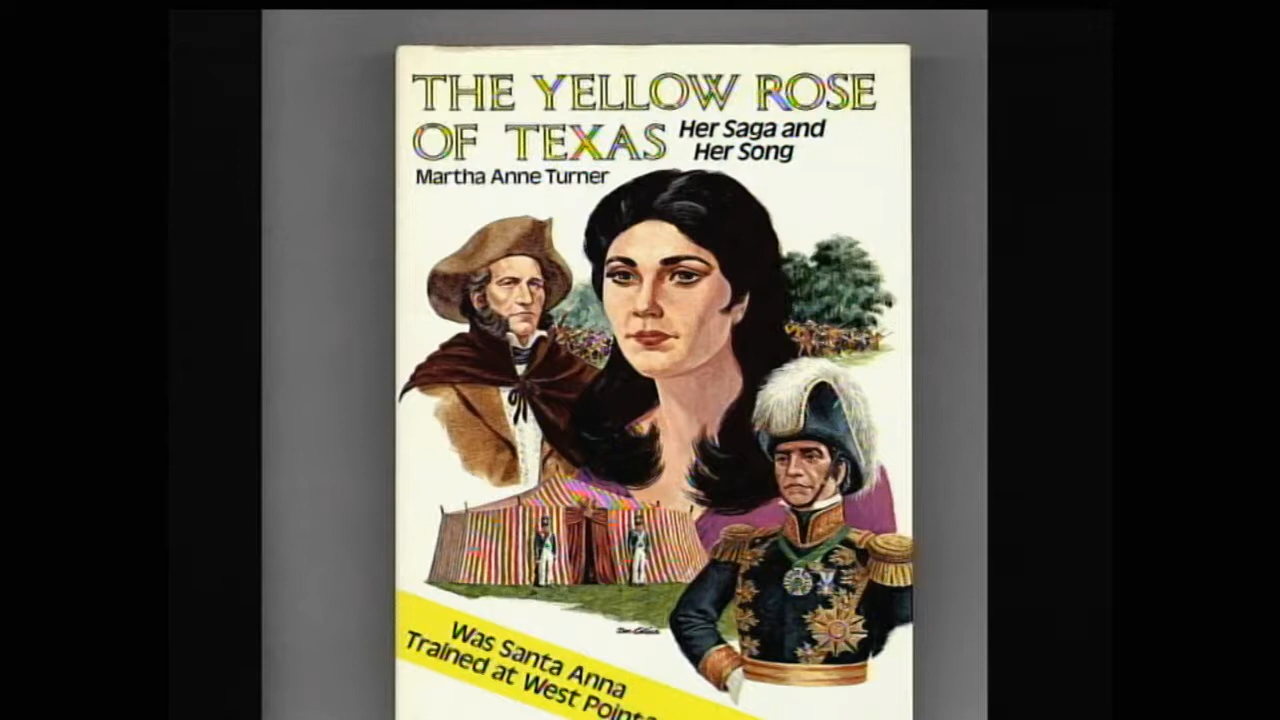 THE YELLOW ROSE
OF TEXAS
Her Saga and
Her Song
Martha Anne Turner
Was Santa Anna
Trained at West Point?